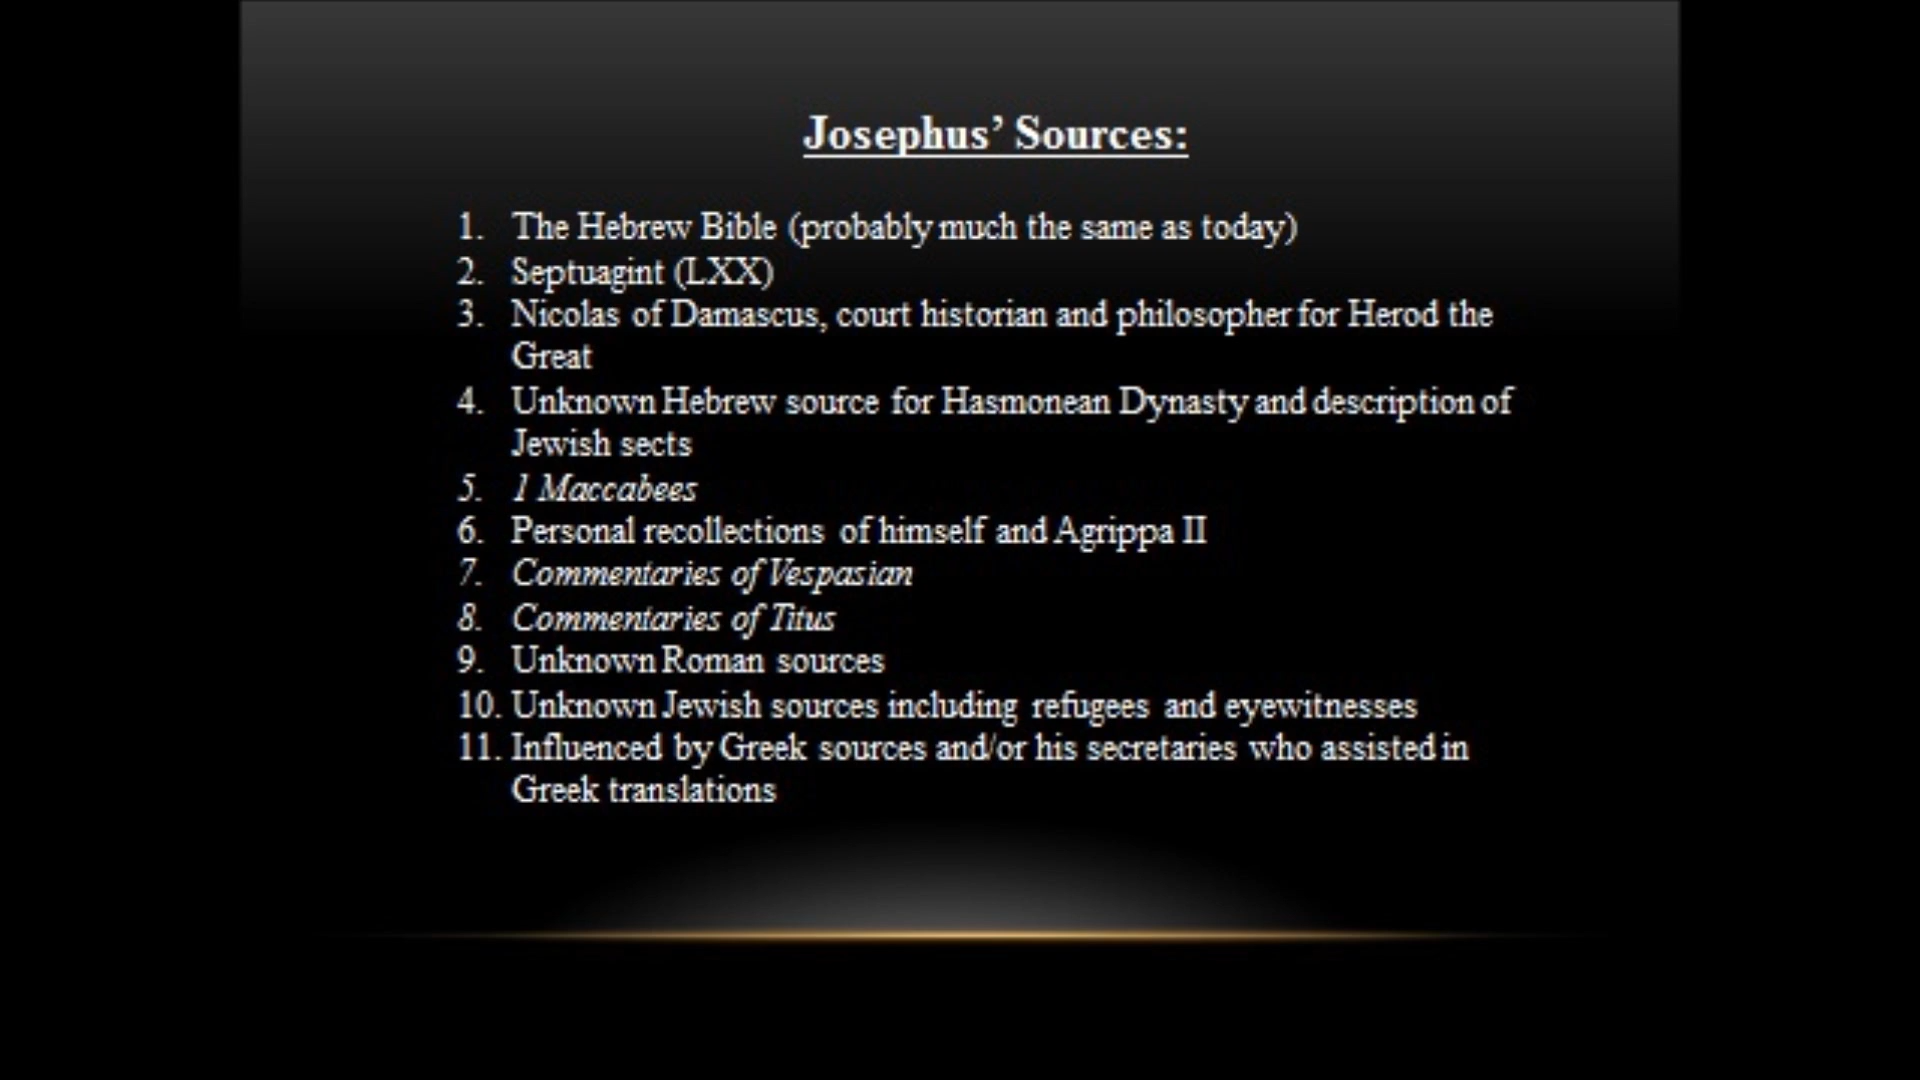 Josephus’ Sources:
1. The Hebrew Bible (probably much the same as today)
2. Septuagint (LXX)
3. Nicolas of Damascus, court historian and philosopher for Herod the
Great
4. Unknown Hebrew source for Hasmonean Dynasty and description of
Jewish sects
5. 1 Maccabees
6. Personal recollections of himself and Agrippa II
7. Commentaries of Vespasian
8. Commentaries of Titus
9. Unknown Roman sources
10. Unknown Jewish sources including refugees and eyewitnesses
11. Influenced by Greek sources and/or his secretaries who assisted in
Greek translations